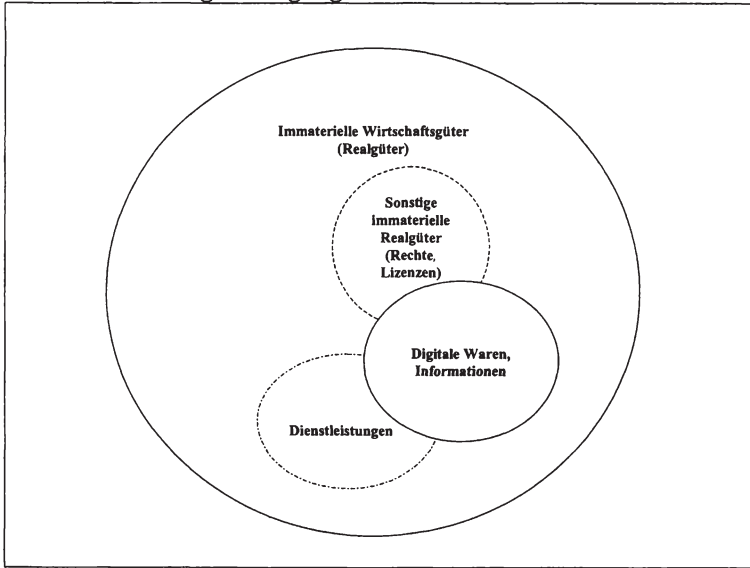 Immaterielle Wirtschaftsgüter
(Realgüter)
Sonstige
immaterielle
Realgüter
(Rechte,
Lizenzen)
Digitale Waren,
Informationen
Dienstleistungen